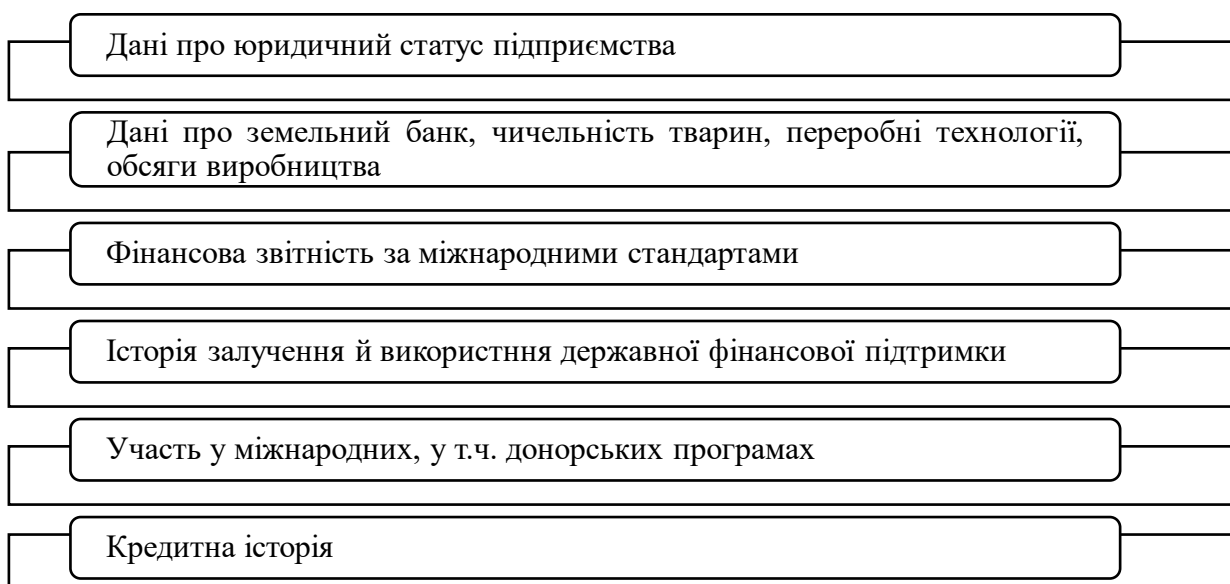 Дані про юридичний статус підприємства
Дані про земельний банк, чичельність тварин, переробні технології,
обсяги виробництва
Фінансова звітність за міжнародними стандартами
Історія залучення й використння державної фінансової підтримки
Участь у міжнародних, у т.ч. донорських програмах
Кредитна історія